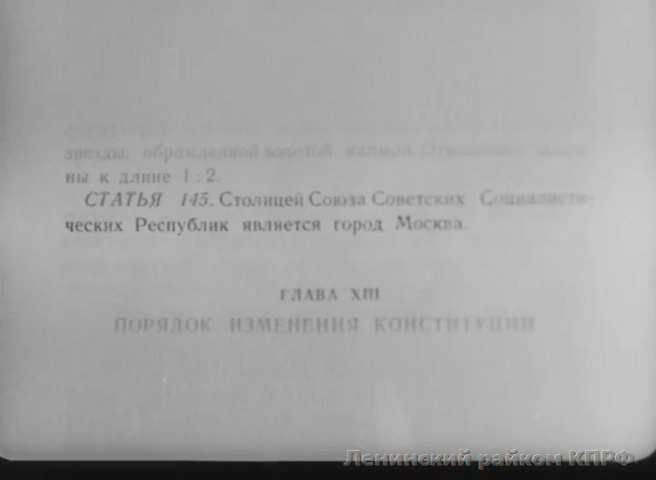 звезды, обрамленной золотой каймой. Отношение
ны к длине 1 : 2.
СТАТЬЯ 145. Столицей Союза Советских Социалисти-
ческих Республик является город Москва.
ГЛАВА XIII
ПОРЯДОК ИЗМЕНЕНИЯ КОНСТИТУЦИИ
Ленинский райком КПРФ